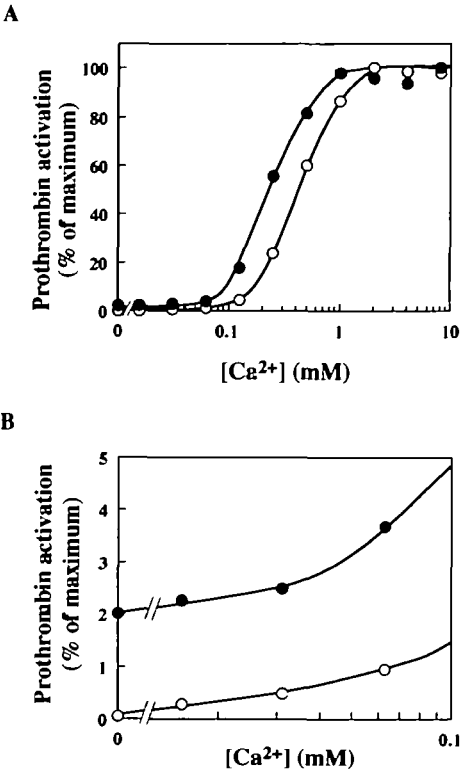 A
Prothrombin activation
(% of maximum)
100
80
60
40
20
0
0
0.1
1
10
[Ca2+] (mM)
B
Prothrombin activation
(% of maximum)
5
4
3
2
1
0
0
0.1
[Ca2+] (mM)